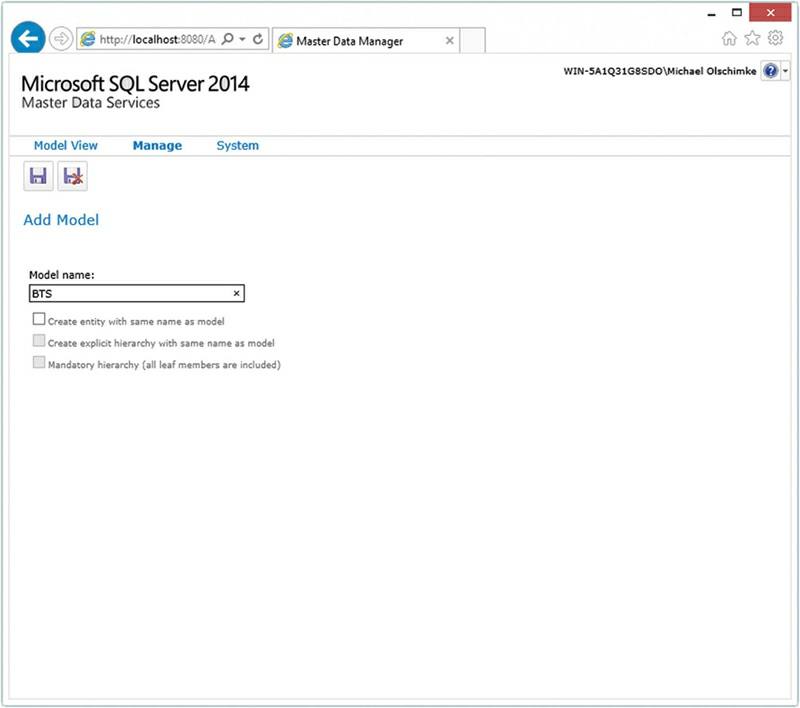 http://localhost:8080/A
Master Data Manager
WIN-5A1Q31G8SDO\Michael Olschimke
Microsoft SQL Server 2014
Master Data Services
Model View Manage System
Add Model
Model name:
BTS
Create entity with same name as model
Create explicit hierarchy with same name as model
Mandatory hierarchy (all leaf members are included)